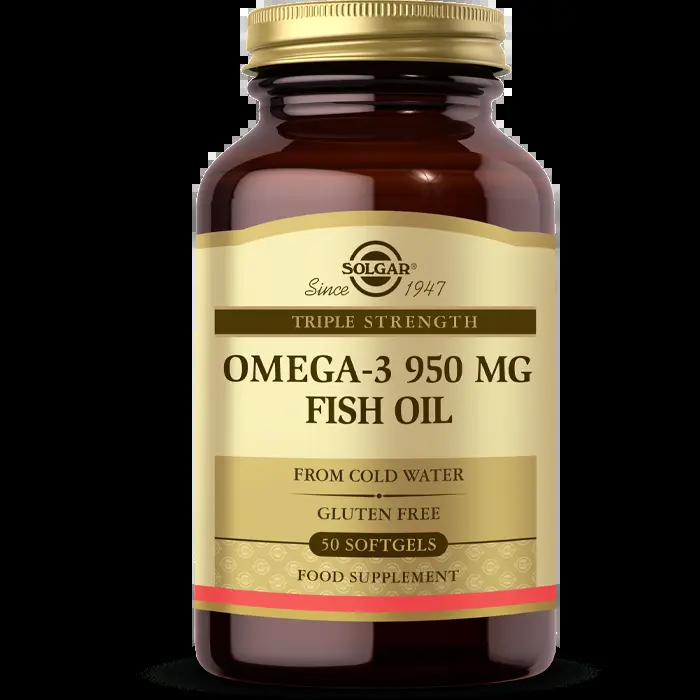 SOLGAR®
Since 1947
TRIPLE STRENGTH
OMEGA-3 950 MG
FISH OIL
FROM COLD WATER
GLUTEN FREE
50 SOFTGELS
FOOD SUPPLEMENT